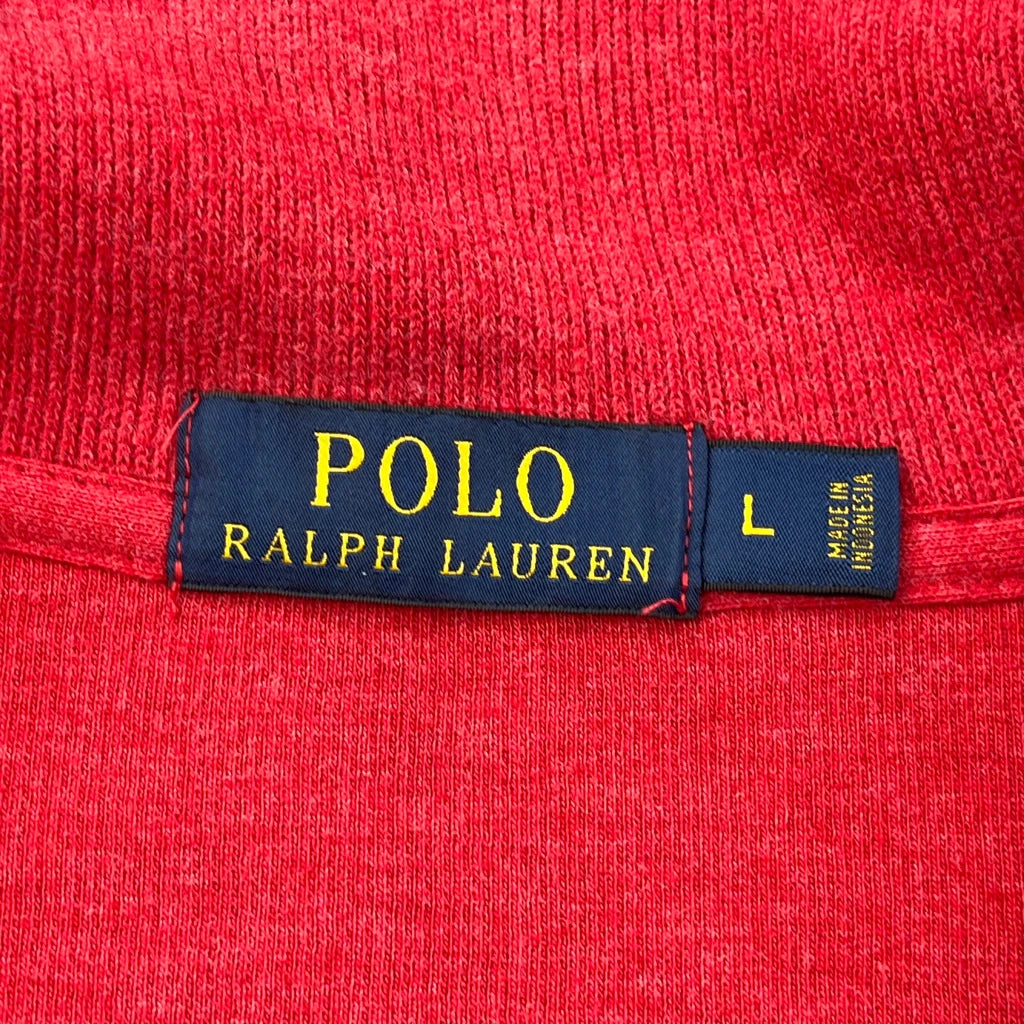 POLO
RALPH LAUREN
L
MADE IN
INDONESIA